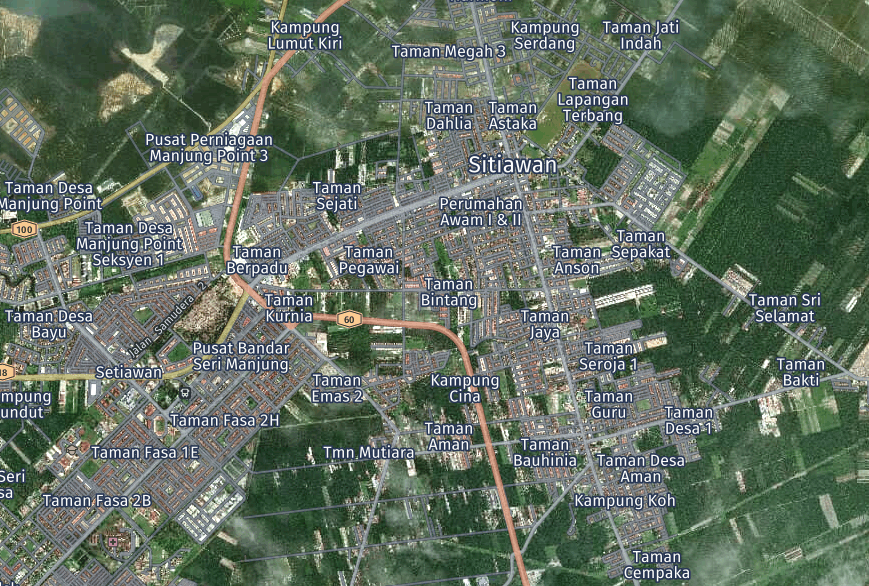 Kampung
Lumut Kiri
Kampung
Serdang
Taman Jati
Indah
Taman Megah 3
Taman
Lapangan
Terbang
Taman
Dahlia
Taman
Astaka
Pusat Perniagaan
Manjung Point 3
Sitiawan
Taman Desa
Manjung Point
Taman
Sejati
Perumahan
Awam I & II
100
Taman Desa
Manjung Point
Seksyen 1
Taman
Berpadu
Taman
Pegawai
Taman
Anson
Taman
Sepakat
Taman
Bintang
Jalan Samudera 2
Taman
Kurnia
Taman Sri
Selamat
Taman Desa
Bayu
60
Taman
Jaya
Pusat Bandar
Seri Manjung
Taman
Seroja 1
18
Setiawan
Taman
Emas 2
Kampung
Cina
Taman
Bakti
Taman
Guru
Taman
Desa 1
Taman Fasa 2H
Taman
Aman
Taman Fasa 1E
Tmn Mutiara
Taman
Bauhinia
Taman Desa
Aman
Seri
Taman Fasa 2B
Kampung Koh
Taman
Cempaka